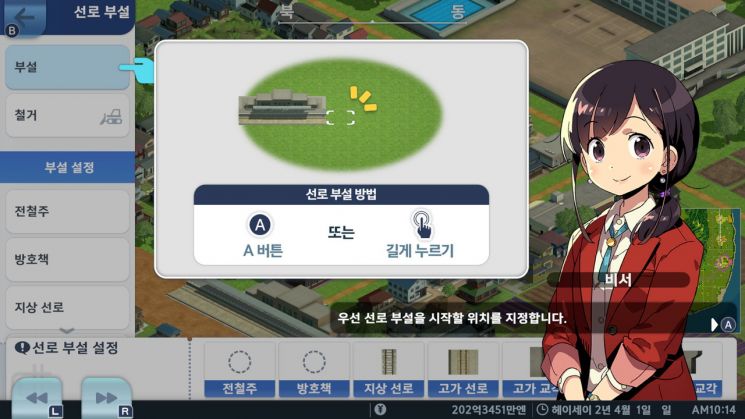 선로 부설
B
북
동
부설
철거
부설 설정
전철주
방호책
지상 선로
선로 부설 방법
A
A 버튼
또는
길게 누르기
비서
우선 선로 부설을 시작할 위치를 지정합니다.
A
선로 부설 설정
L
R
전철주
방호책
지상 선로
고가 선로
고가 교
교각
202억3451만엔
헤이세이 2년 4월 1일 일
AM10:14